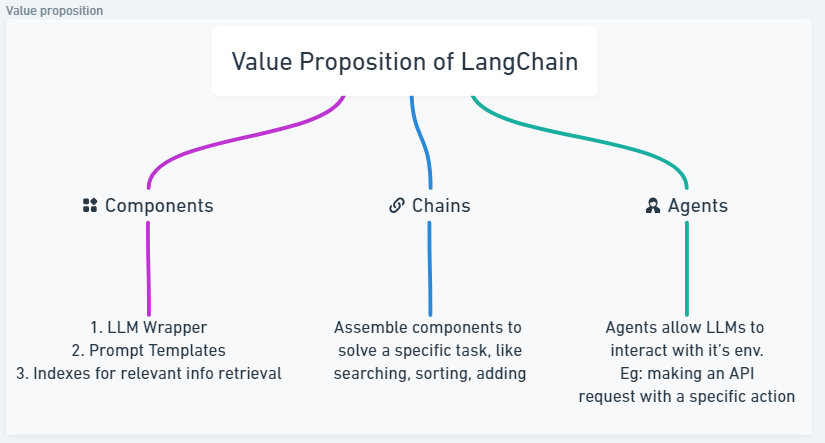 Value proposition
Value Proposition of LangChain
Components
Chains
Agents
1. LLM Wrapper
2. Prompt Templates
3. Indexes for relevant info retrieval
Assemble components to
solve a specific task, like
searching, sorting, adding
Agents allow LLMs to
interact with it's env.
Eg: making an API
request with a specific action